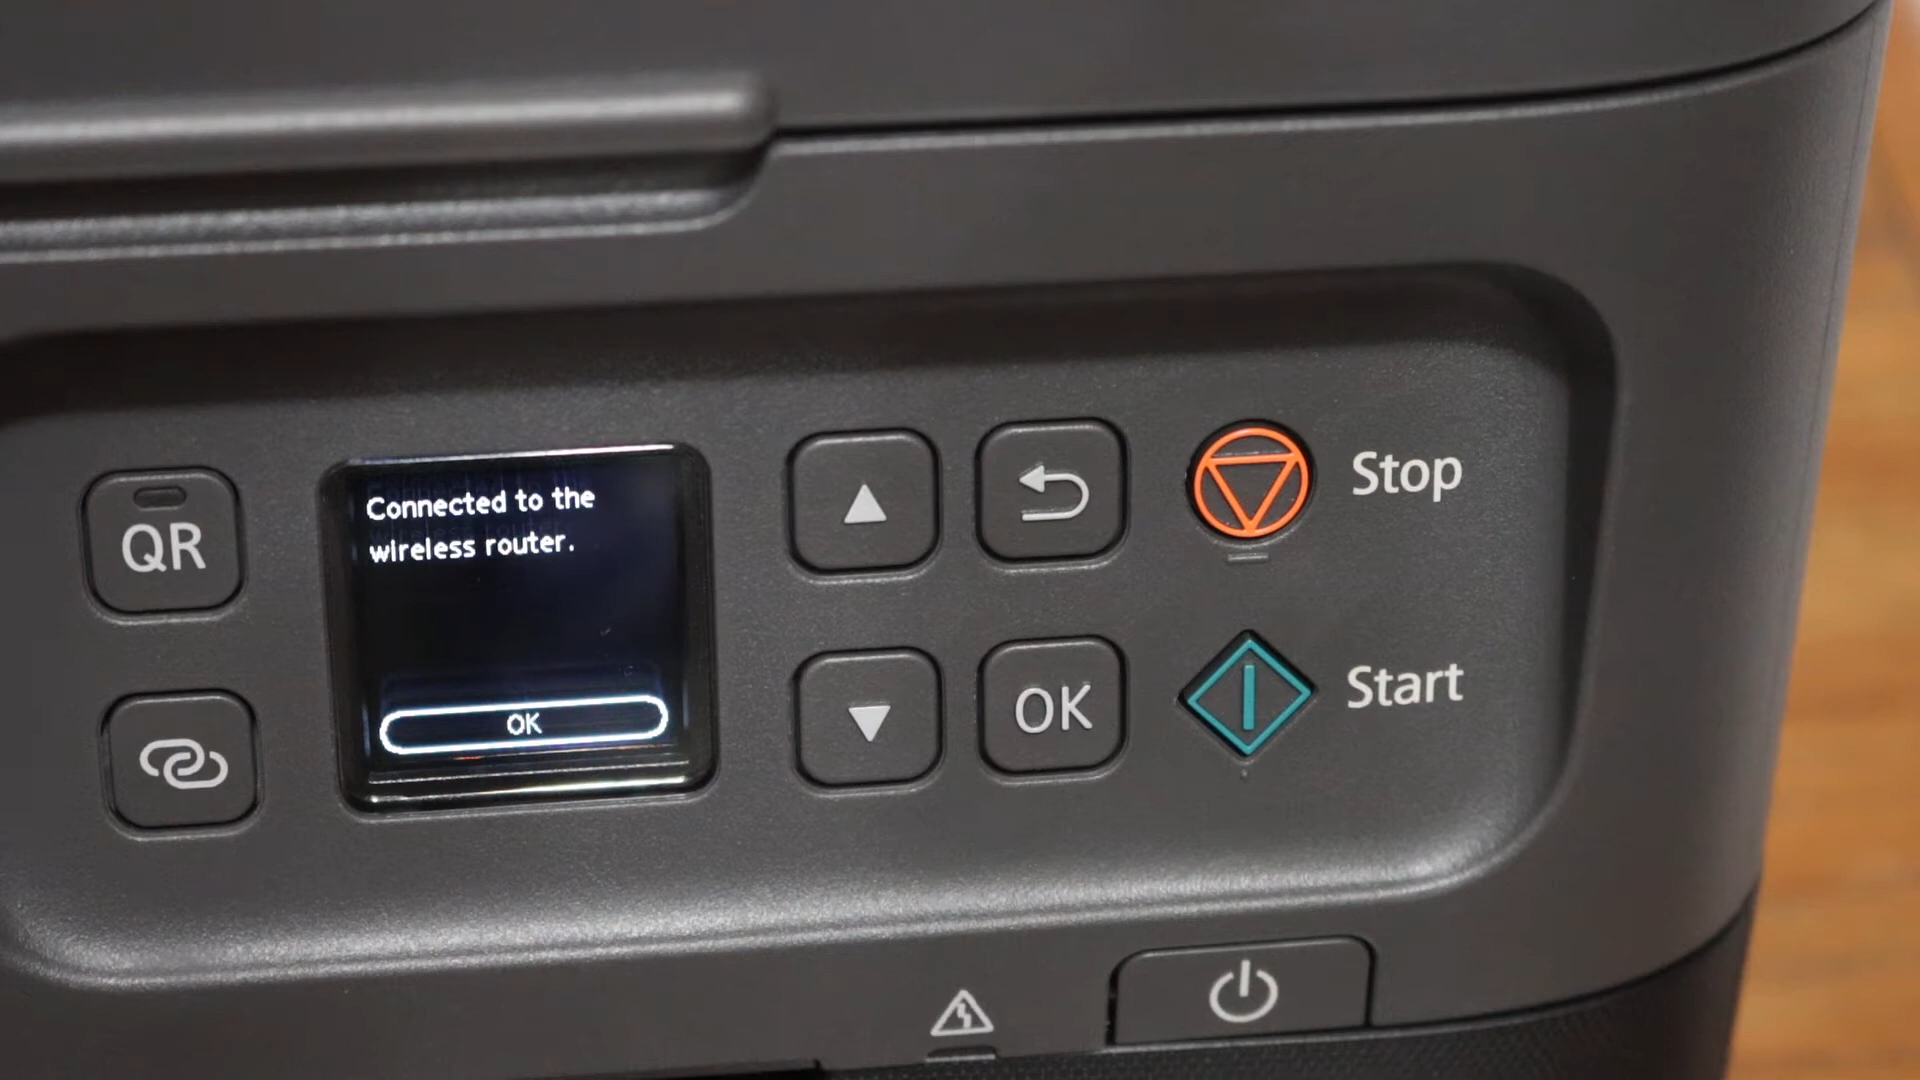 QR
Connected to the
wireless router.
OK
OK
Stop
Start